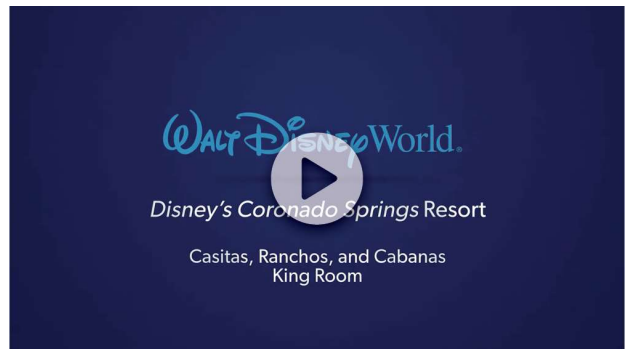 Walt Disney World.
Disney's Coronado Springs Resort
Casitas, Ranchos, and Cabanas
King Room